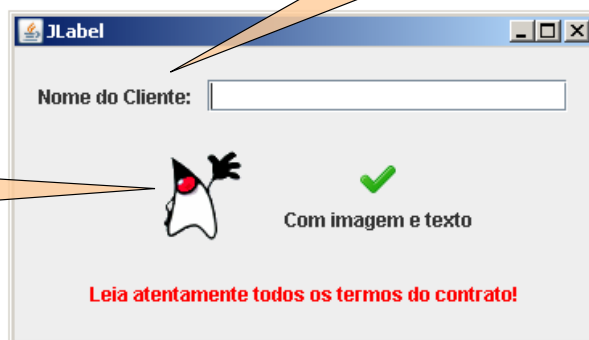 JLabel
Nome do Cliente:
Com imagem e texto
Leia atentamente todos os termos do contrato!